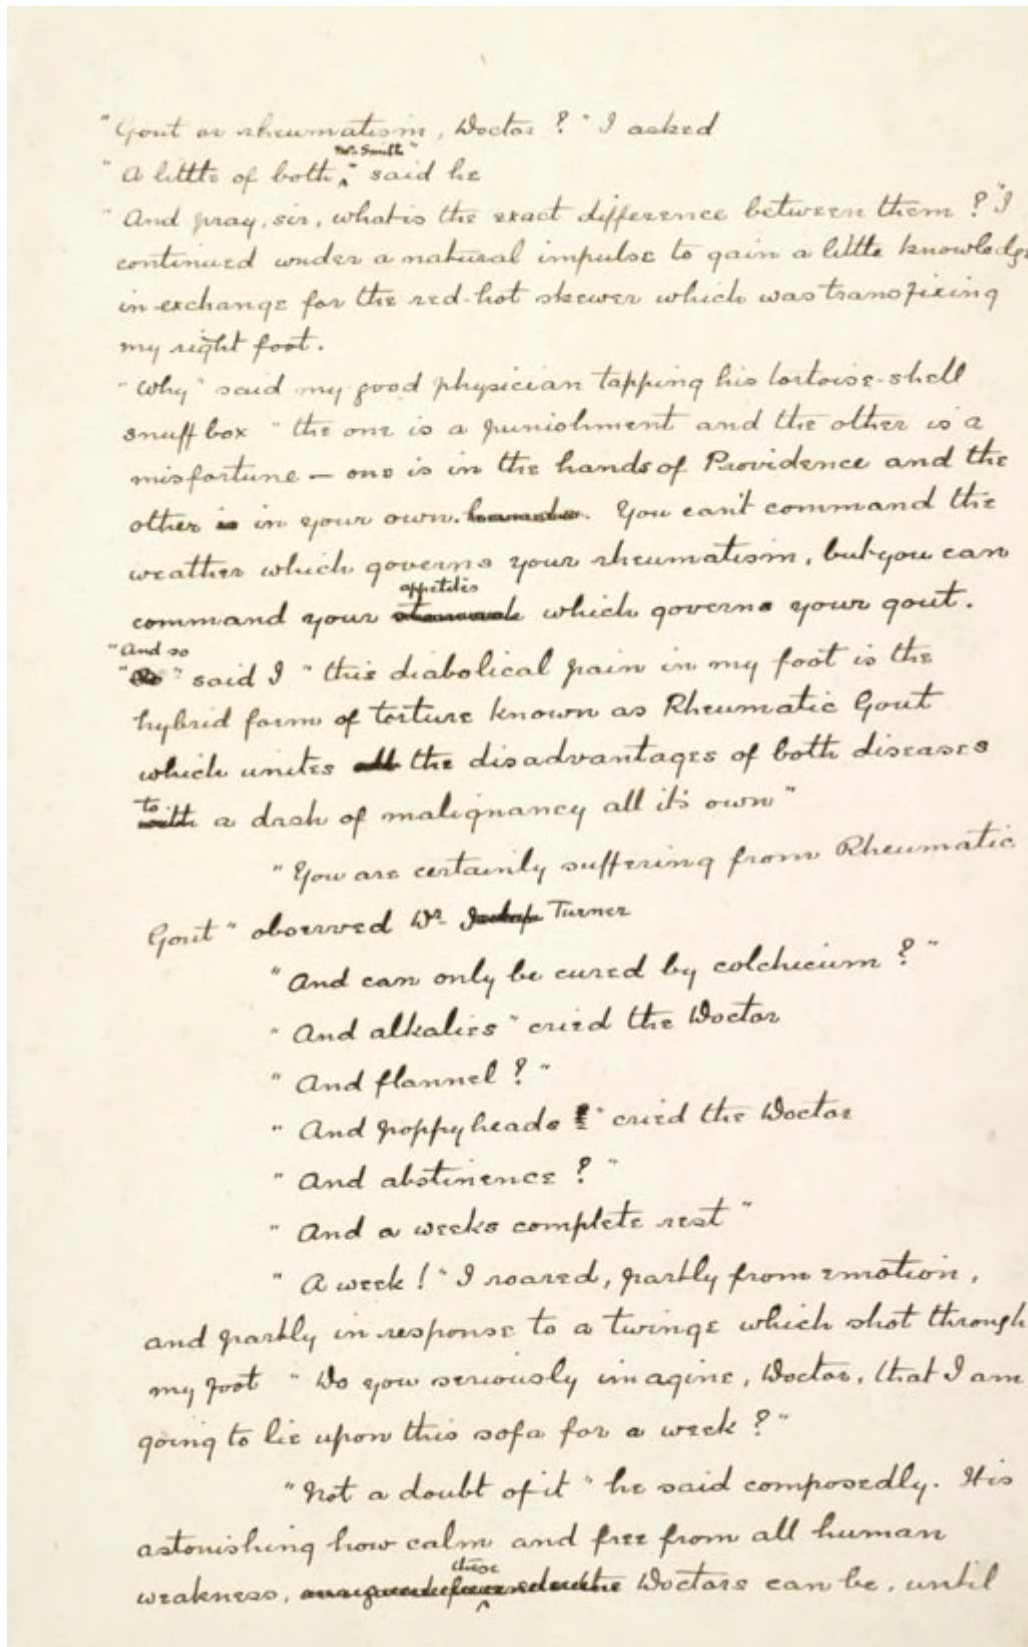 "Gout or rheumatism, Doctor?" I asked
"A little of both, Mr. Smith" said he
"And pray, sir, what is the exact difference between them?" I
continued under a natural impulse to gain a little knowledge
in exchange for the red-hot skewer which was transfixing
my right foot.
"Why" said my good physician tapping his tortoise-shell
snuff box "the one is a punishment and the other is a
misfortune — one is in the hands of Providence and the
other is in your own. hands. You can't command the
weather which governs your rheumatism, but you can
command your appetites which governs your gout.
"And so" said I "this diabolical pain in my foot is the
hybrid form of torture known as Rheumatic Gout
which unites all the disadvantages of both diseases
to with a dash of malignancy all its own"
"You are certainly suffering from Rheumatic
Gout" observed Dr. Turner
"And can only be cured by colchicum?"
"And alkalies" cried the Doctor
"And flannel?"
"And poppyheads" cried the Doctor
"And abstinence?"
"And a weeks complete rest"
"A week!" I roared, partly from emotion,
and partly in response to a twinge which shot through
my foot "Do you seriously imagine, Doctor, that I am
going to lie upon this sofa for a week?"
"Not a doubt of it" he said composedly. It is
astonishing how calm and free from all human
weakness, these Doctors can be, until